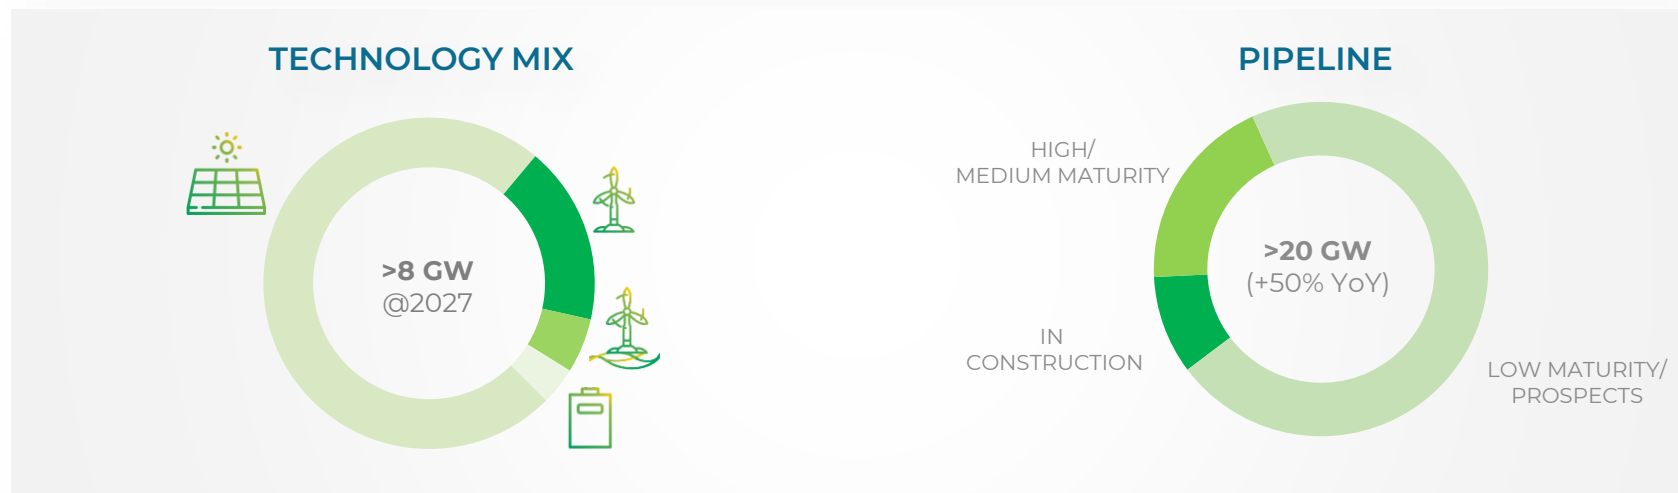 TECHNOLOGY MIX
>8 GW
@2027
PIPELINE
HIGH/
MEDIUM MATURITY
>20 GW
(+50% YoY)
IN
CONSTRUCTION
LOW MATURITY/
PROSPECTS